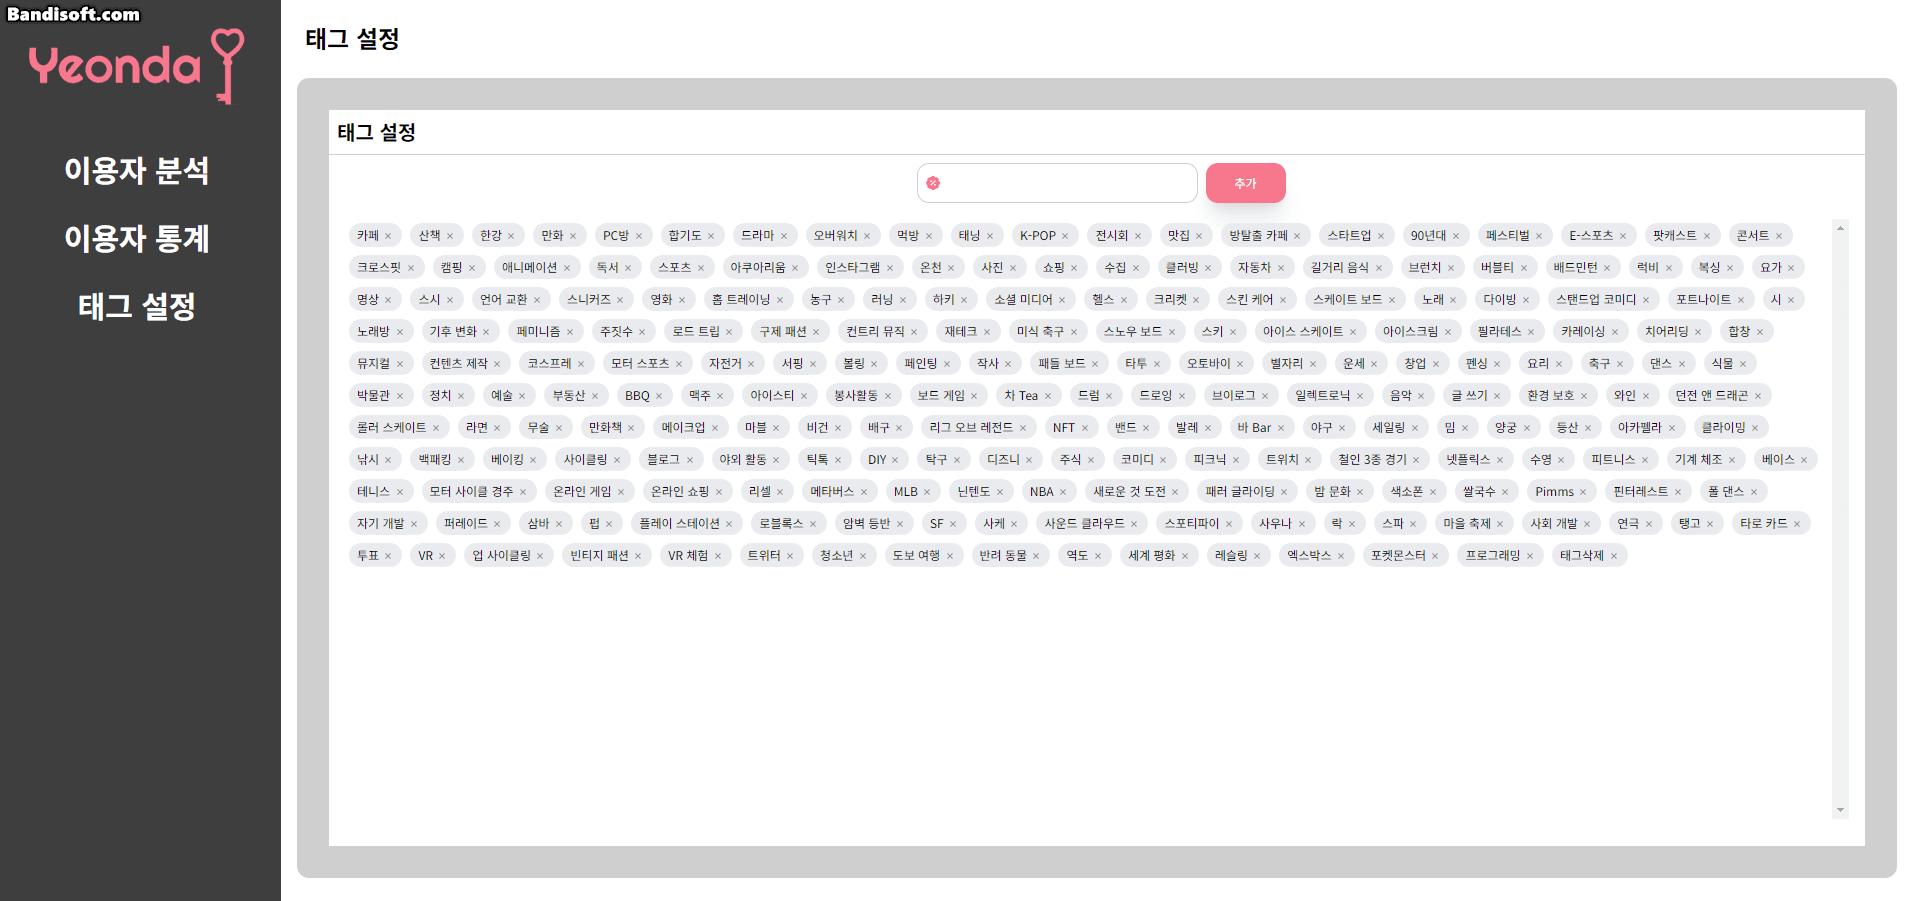 Bandisoft.com
Yeonda
이용자 분석
이용자 통계
태그 설정
태그 설정
태그 설정
추가
카페 × 산책 × 한강 × 만화 × PC방 × 합기도 × 드라마 × 오버워치 × 먹방 × 태닝 × K-POP × 전시회 × 맛집 × 방탈출 카페 × 스타트업 × 90년대 × 페스티벌 × E-스포츠 × 팟캐스트 × 콘서트 ×
크로스핏 × 캠핑 × 애니메이션 × 독서 × 스포츠 × 아쿠아리움 × 인스타그램 × 온천 × 사진 × 쇼핑 × 수집 × 클러빙 × 자동차 × 길거리 음식 × 브런치 × 버블티 × 배드민턴 × 럭비 × 복싱 × 요가 ×
명상 × 스시 × 언어 교환 × 스니커즈 × 영화 × 홈 트레이닝 × 농구 × 러닝 × 하키 × 소셜 미디어 × 헬스 × 크리켓 × 스킨 케어 × 스케이트 보드 × 노래 × 다이빙 × 스탠드업 코미디 × 포트나이트 × 시 ×
노래방 × 기후 변화 × 페미니즘 × 주짓수 × 로드 트립 × 구제 패션 × 컨트리 뮤직 × 재테크 × 미식 축구 × 스노우 보드 × 스키 × 아이스 스케이트 × 아이스크림 × 필라테스 × 카레이싱 × 치어리딩 × 합창 ×
뮤지컬 × 컨텐츠 제작 × 코스프레 × 모터 스포츠 × 자전거 × 서핑 × 볼링 × 페인팅 × 작사 × 패들 보드 × 타투 × 오토바이 × 별자리 × 운세 × 창업 × 펜싱 × 요리 × 축구 × 댄스 × 식물 ×
박물관 × 정치 × 예술 × 부동산 × BBQ × 맥주 × 아이스티 × 봉사활동 × 보드 게임 × 차 Tea × 드럼 × 드로잉 × 브이로그 × 일렉트로닉 × 음악 × 글 쓰기 × 환경 보호 × 와인 × 던전 앤 드래곤 ×
롤러 스케이트 × 라면 × 무술 × 만화책 × 메이크업 × 마블 × 비건 × 배구 × 리그 오브 레전드 × NFT × 밴드 × 발레 × 바 Bar × 야구 × 세일링 × 밈 × 양궁 × 등산 × 아카펠라 × 클라이밍 ×
낚시 × 백패킹 × 베이킹 × 사이클링 × 블로그 × 야외 활동 × 틱톡 × DIY × 탁구 × 디즈니 × 주식 × 코미디 × 피크닉 × 트위치 × 철인 3종 경기 × 넷플릭스 × 수영 × 피트니스 × 기계 체조 × 베이스 ×
테니스 × 모터 사이클 경주 × 온라인 게임 × 온라인 쇼핑 × 리셀 × 메타버스 × MLB × 닌텐도 × NBA × 새로운 것 도전 × 패러 글라이딩 × 밤 문화 × 색소폰 × 쌀국수 × Pimms × 핀터레스트 × 폴 댄스 ×
자기 개발 × 퍼레이드 × 삼바 × 펍 × 플레이 스테이션 × 로블록스 × 암벽 등반 × SF × 사케 × 사운드 클라우드 × 스포티파이 × 사우나 × 락 × 스파 × 마을 축제 × 사회 개발 × 연극 × 탱고 × 타로 카드 ×
투표 × VR × 업 사이클링 × 빈티지 패션 × VR 체험 × 트위터 × 청소년 × 도보 여행 × 반려 동물 × 역도 × 세계 평화 × 레슬링 × 엑스박스 × 포켓몬스터 × 프로그래밍 × 태그삭제 ×